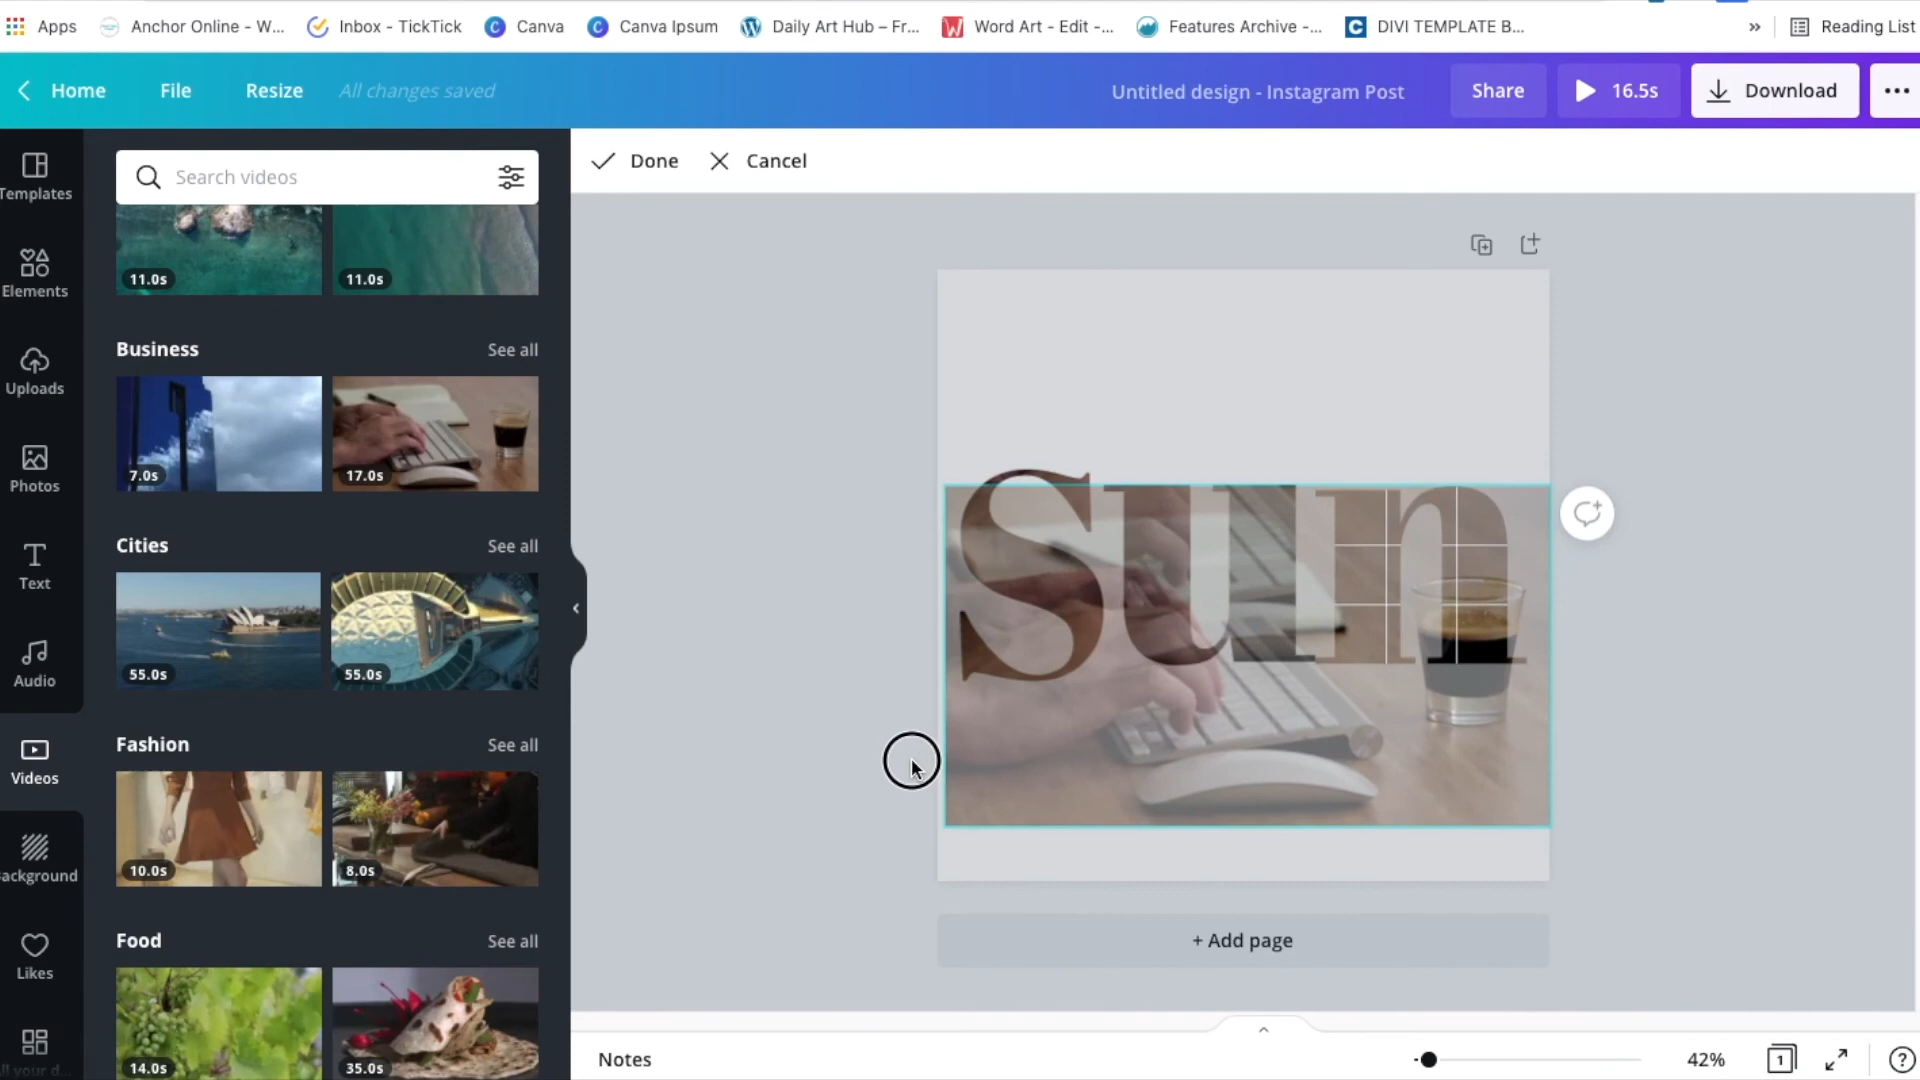 Apps
Anchor Online - W...
Inbox - TickTick
Canva
Canva Ipsum
Daily Art Hub – Fr...
Word Art - Edit -...
Features Archive -...
DIVI TEMPLATE B...
»
Reading List
Home
File
Resize
All changes saved
Untitled design - Instagram Post
Share
16.5s
Download
Templates
Elements
Uploads
Photos
Text
Audio
Videos
ackground
Likes
ll your d...
Search videos
11.0s
11.0s
Business
See all
7.0s
17.0s
Cities
See all
55.0s
55.0s
Fashion
See all
10.0s
8.0s
Food
See all
14.0s
35.0s
Done
Cancel
Sun
+ Add page
Notes
42%
1
?